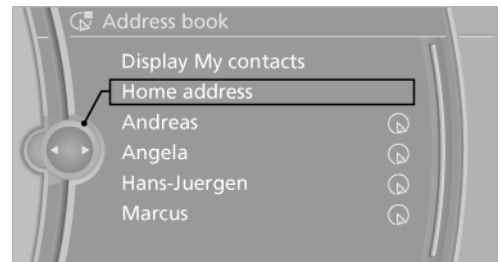 Address book
Display My contacts
Home address
Andreas
Angela
Hans-Juergen
Marcus